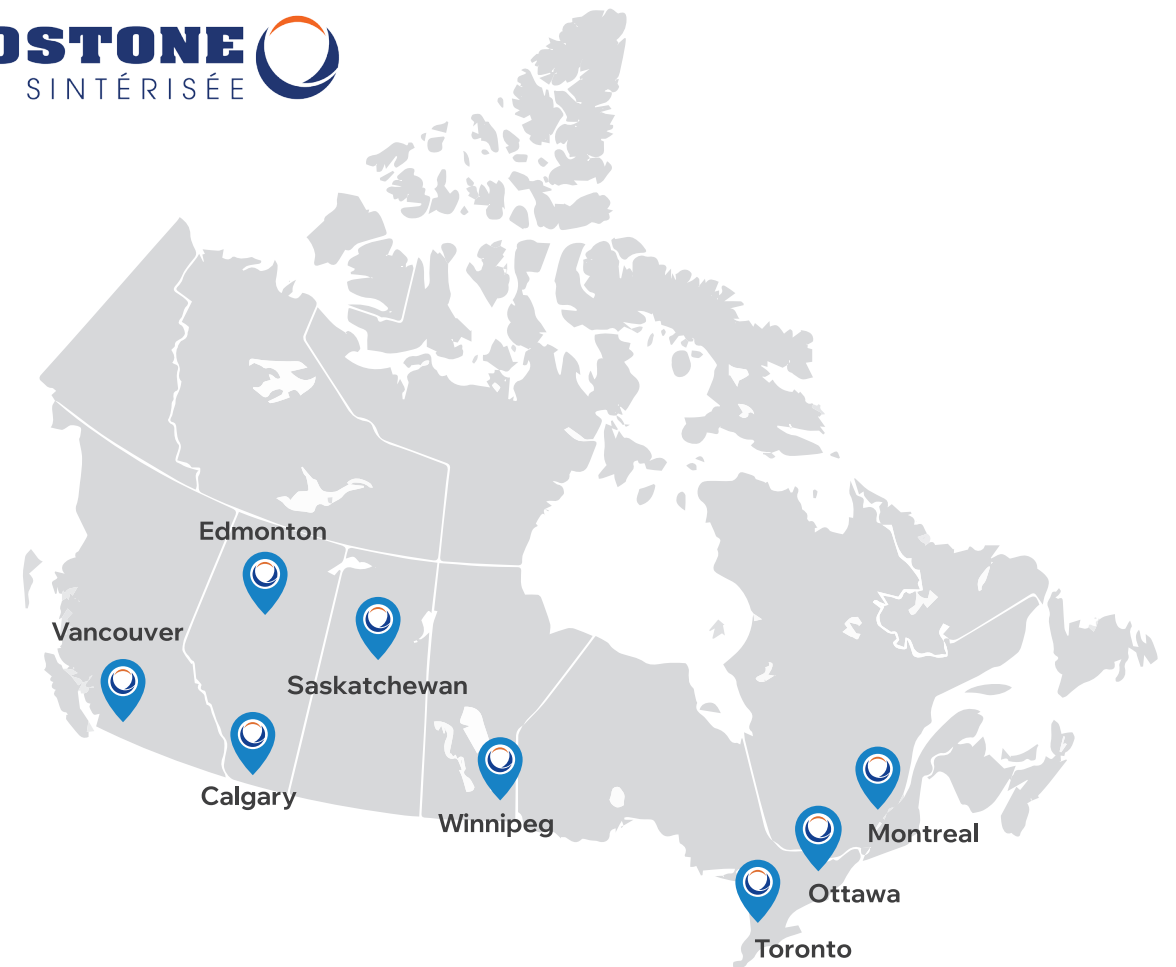 OSTONE
SINTÉRISÉE
Edmonton
Vancouver
Saskatchewan
Calgary
Winnipeg
Montreal
Ottawa
Toronto